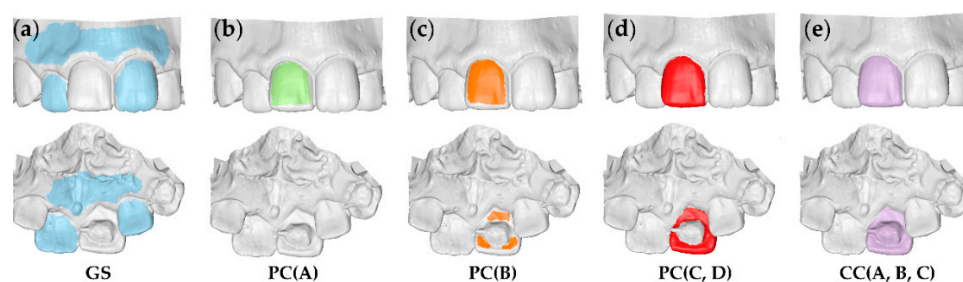 (a) (b) (c) (d) (e)
GS PC(A) PC(B) PC(C, D) CC(A, B, C)